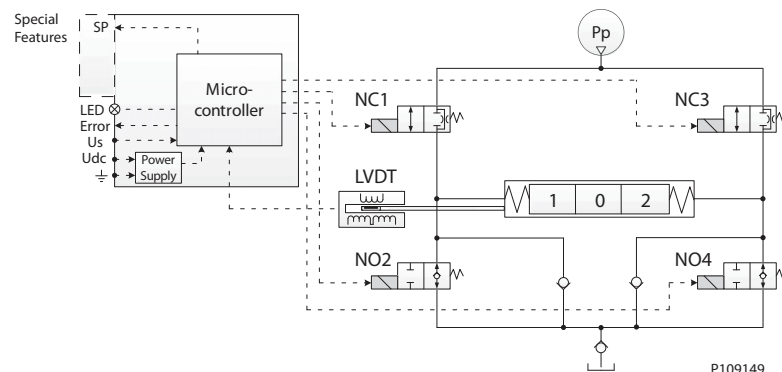 Special
Features
SP
Pp
Micro-
controller
NC1
NC3
LED
Error
Us
Udc
Power
Supply
LVDT
1 0 2
NO2
NO4
P109149